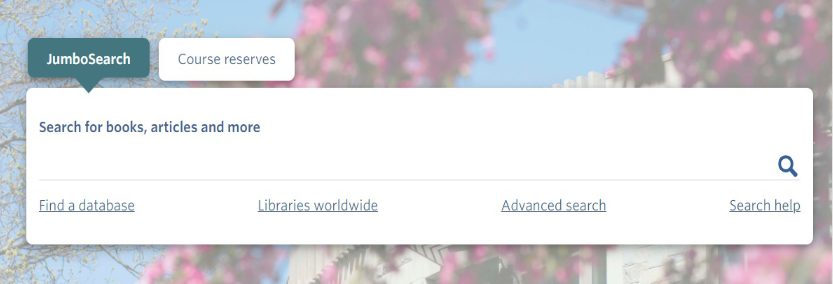 JumboSearch Course reserves
Search for books, articles and more
Find a database Libraries worldwide Advanced search Search help